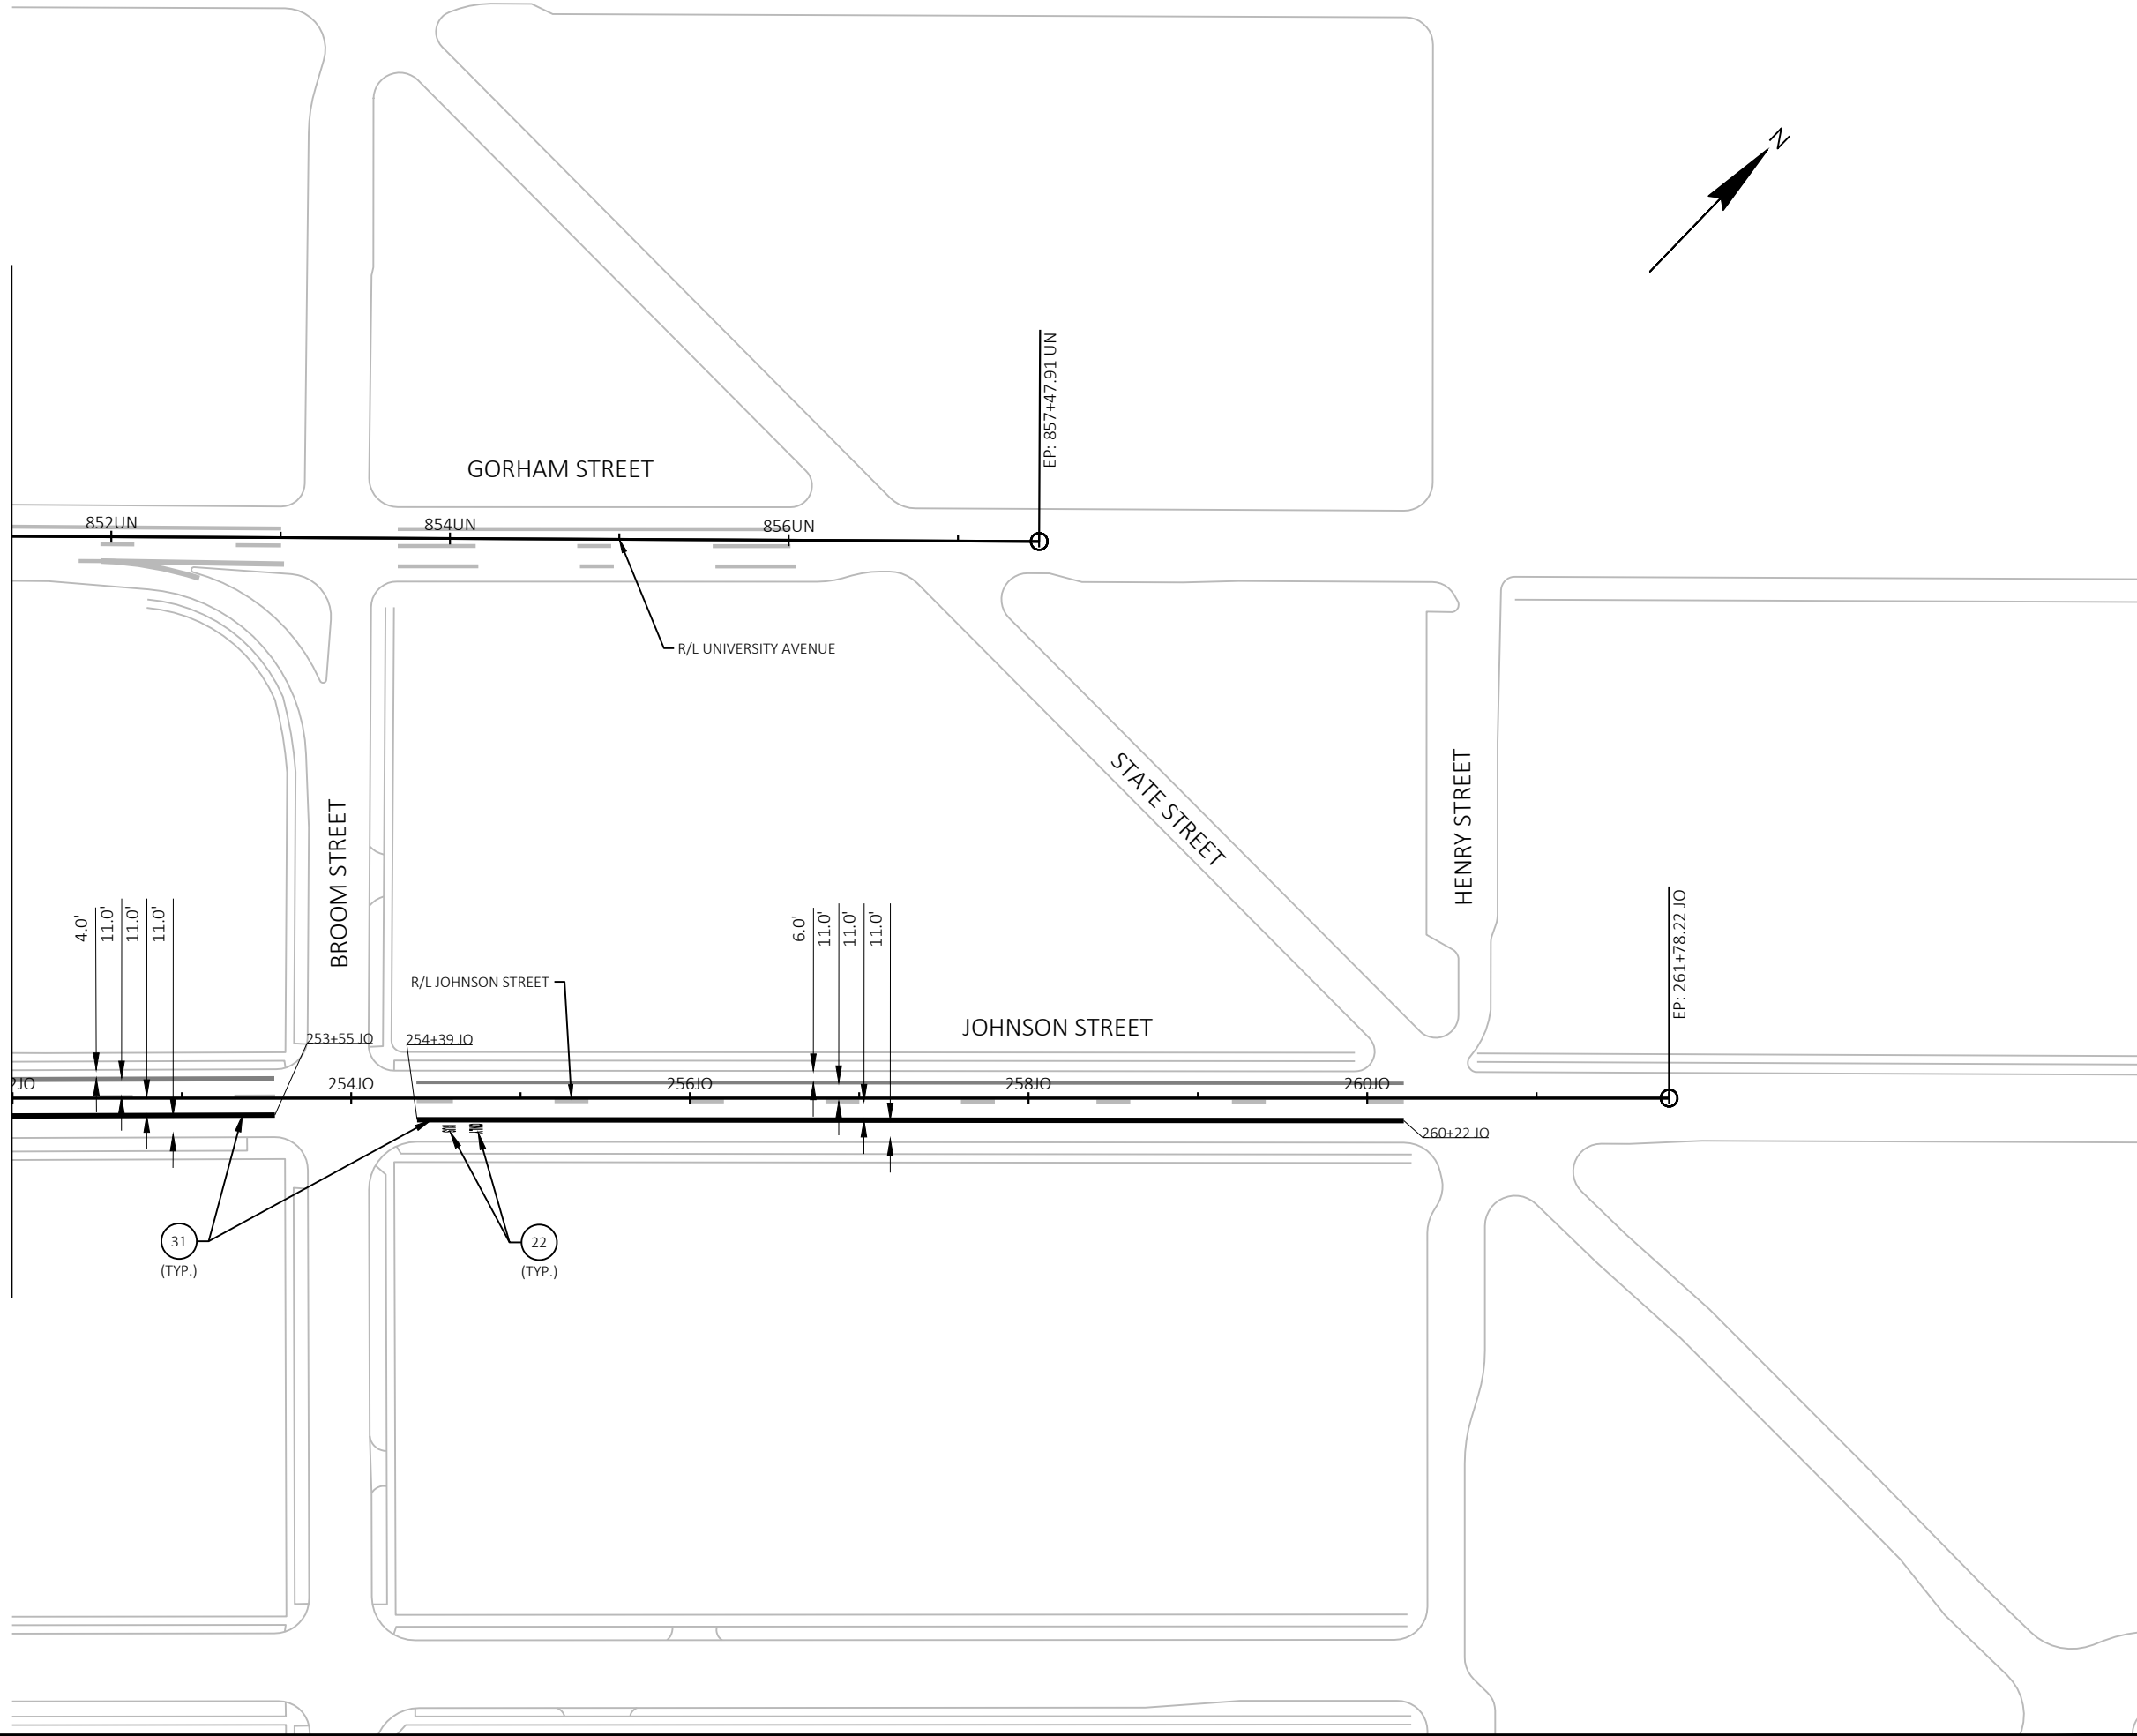 N
EP: 857+47.91 UN
GORHAM STREET
852UN
854UN
856UN
R/L UNIVERSITY AVENUE
STATE STREET
HENRY STREET
BROOM STREET
4.0'
11.0'
11.0'
11.0'
6.0'
11.0'
11.0'
11.0'
EP: 261+78.22 JO
R/L JOHNSON STREET
JOHNSON STREET
253+55 JO
254+39 JO
2JO
254JO
256JO
258JO
260JO
260+22 JO
31
(TYP.)
22
(TYP.)